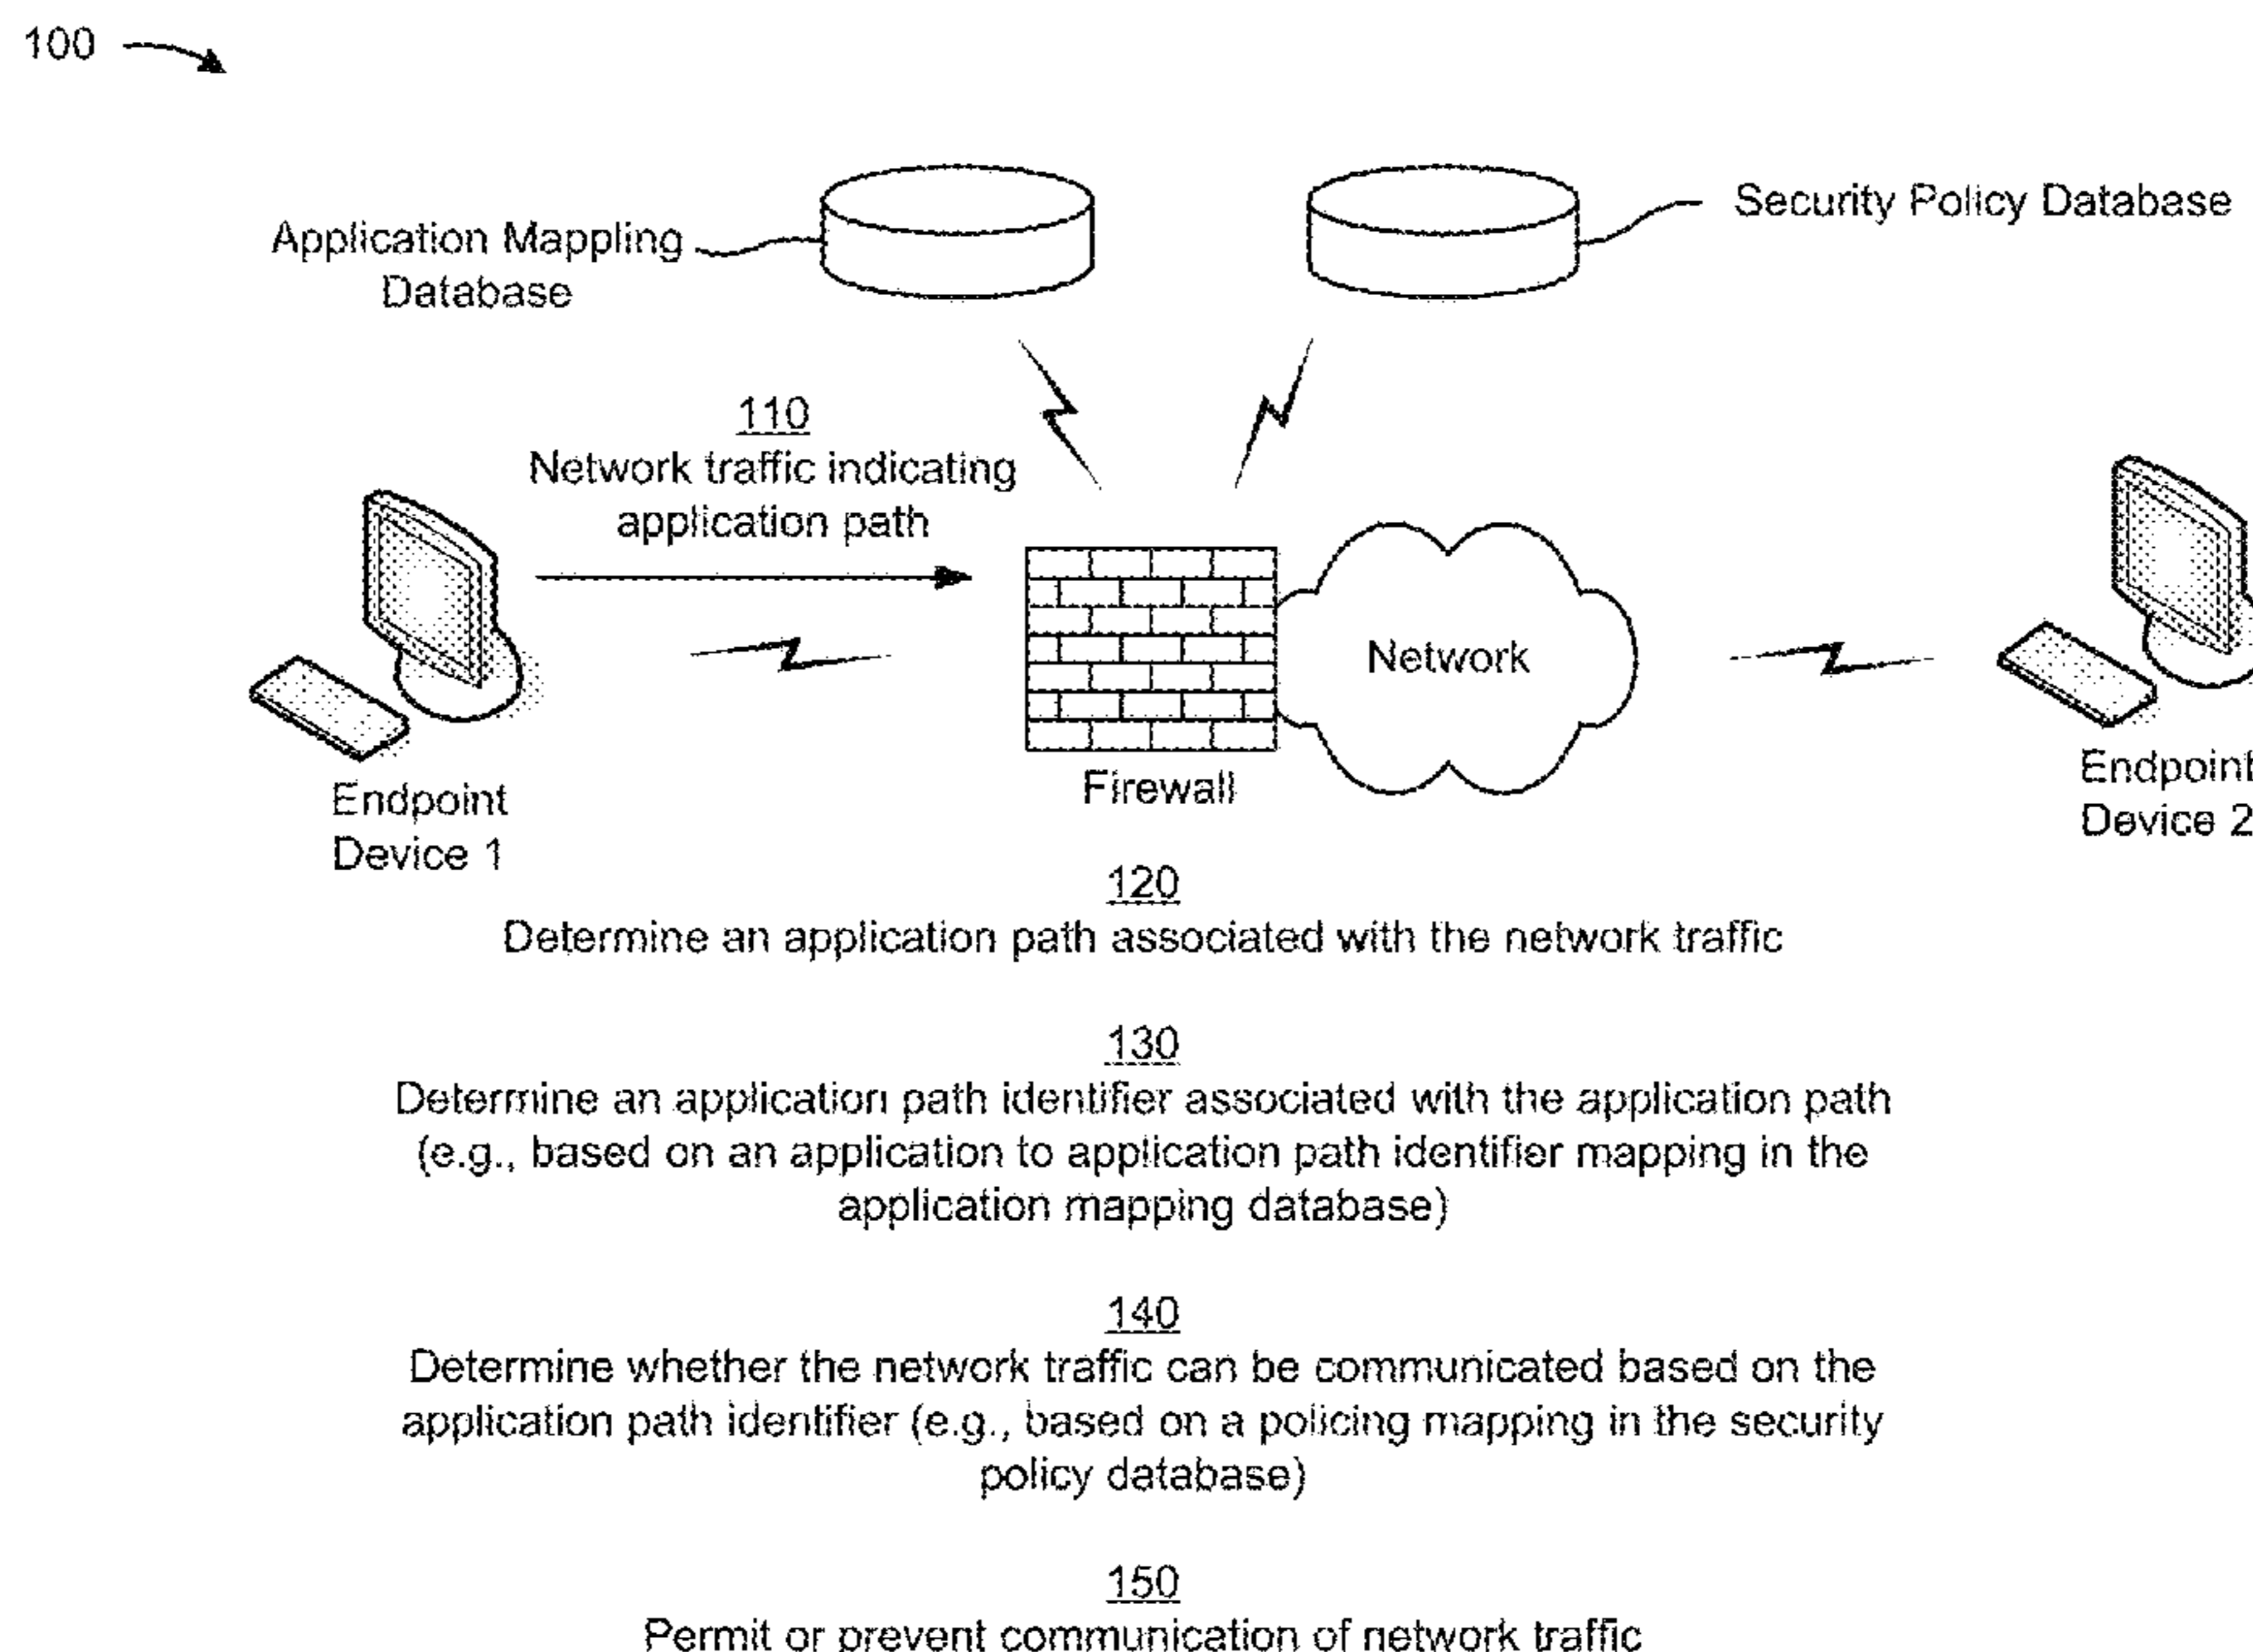 100
Application Mappling
Database
Security Policy Database
110
Network traffic indicating
application path
Network
Firewall
Endpoint
Device 1
Endpoint
Device 2
120
Determine an application path associated with the network traffic
130
Determine an application path identifier associated with the application path
(e.g., based on an application to application path identifier mapping in the
application mapping database)
140
Determine whether the network traffic can be communicated based on the
application path identifier (e.g., based on a policing mapping in the security
policy database)
150
Permit or prevent communication of network traffic